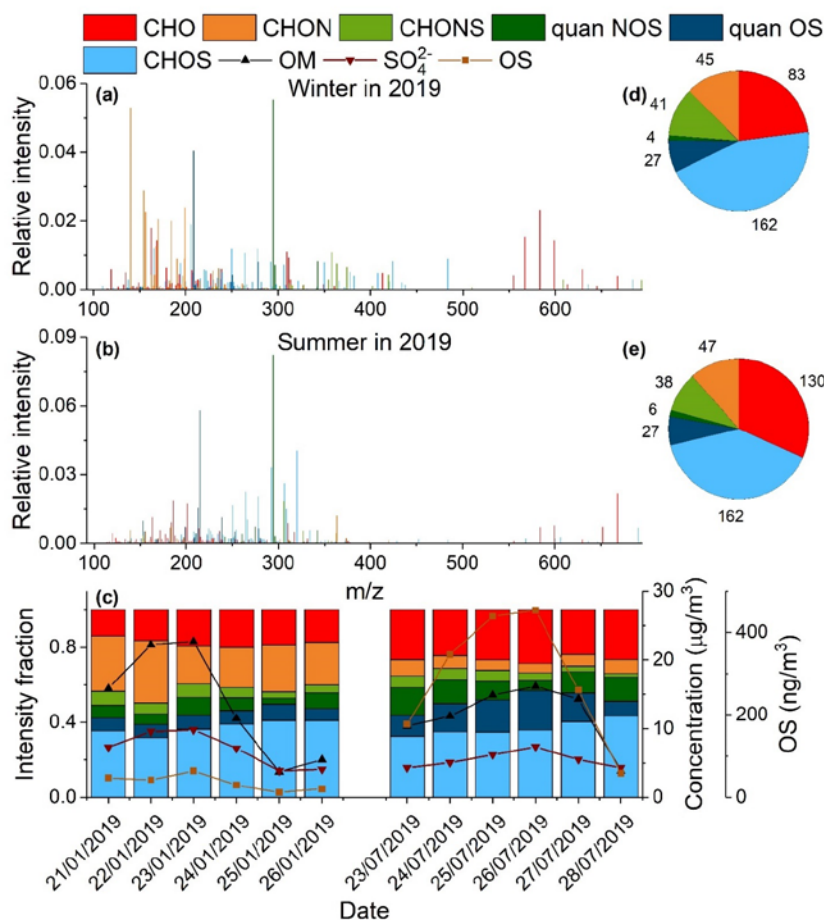 CHO CHON CHONS quan NOS quan OS
CHOS OM SO₄²⁻ OS
0.06 (a) Winter in 2019 (d) 45 83
41
0.04 4
27
0.02 162
0.00
Relative intensity
100 200 300 400 500 600
0.09 (b) Summer in 2019 (e) 47
38 130
0.06 6
27
0.03
162
0.00
Relative intensity
100 200 300 400 500 600
m/z
(c) 30
0.8 20 400
0.4 10 200
0.0 0 0
Intensity fraction
Concentration (μg/m³)
OS (ng/m³)
21/01/2019 22/01/2019 23/01/2019 24/01/2019 25/01/2019 26/01/2019 23/07/2019 24/07/2019 25/07/2019 26/07/2019 27/07/2019 28/07/2019
Date